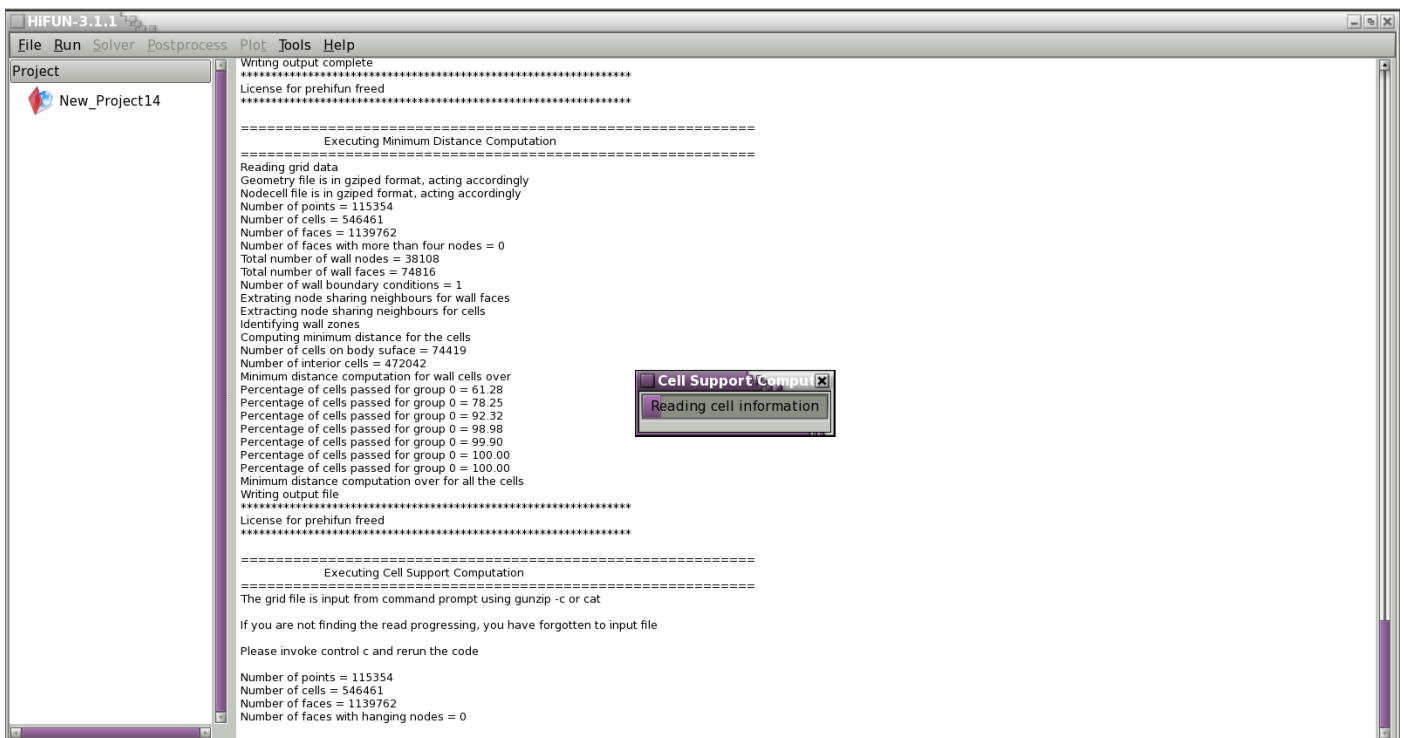 HiFUN-3.1.1
File Run Solver Postprocess Plot Tools Help
Project
New_Project14
Writing output complete
****************************************************************
License for prehifun freed
****************************************************************
===========================================================
Executing Minimum Distance Computation
===========================================================
Reading grid data
Geometry file is in gziped format, acting accordingly
Nodecell file is in gziped format, acting accordingly
Number of points = 115354
Number of cells = 546461
Number of faces = 1139762
Number of faces with more than four nodes = 0
Total number of wall nodes = 38108
Total number of wall faces = 74816
Number of wall boundary conditions = 1
Extrating node sharing neighbours for wall faces
Extracting node sharing neighbours for cells
Identifying wall zones
Computing minimum distance for the cells
Number of cells on body suface = 74419
Number of interior cells = 472042
Minimum distance computation for wall cells over
Percentage of cells passed for group 0 = 61.28
Percentage of cells passed for group 0 = 78.25
Percentage of cells passed for group 0 = 92.32
Percentage of cells passed for group 0 = 98.98
Percentage of cells passed for group 0 = 99.90
Percentage of cells passed for group 0 = 100.00
Percentage of cells passed for group 0 = 100.00
Minimum distance computation over for all the cells
Writing output file
****************************************************************
License for prehifun freed
****************************************************************
===========================================================
Executing Cell Support Computation
===========================================================
The grid file is input from command prompt using gunzip -c or cat
If you are not finding the read progressing, you have forgotten to input file
Please invoke control c and rerun the code
Number of points = 115354
Number of cells = 546461
Number of faces = 1139762
Number of faces with hanging nodes = 0
Cell Support Comput
Reading cell information